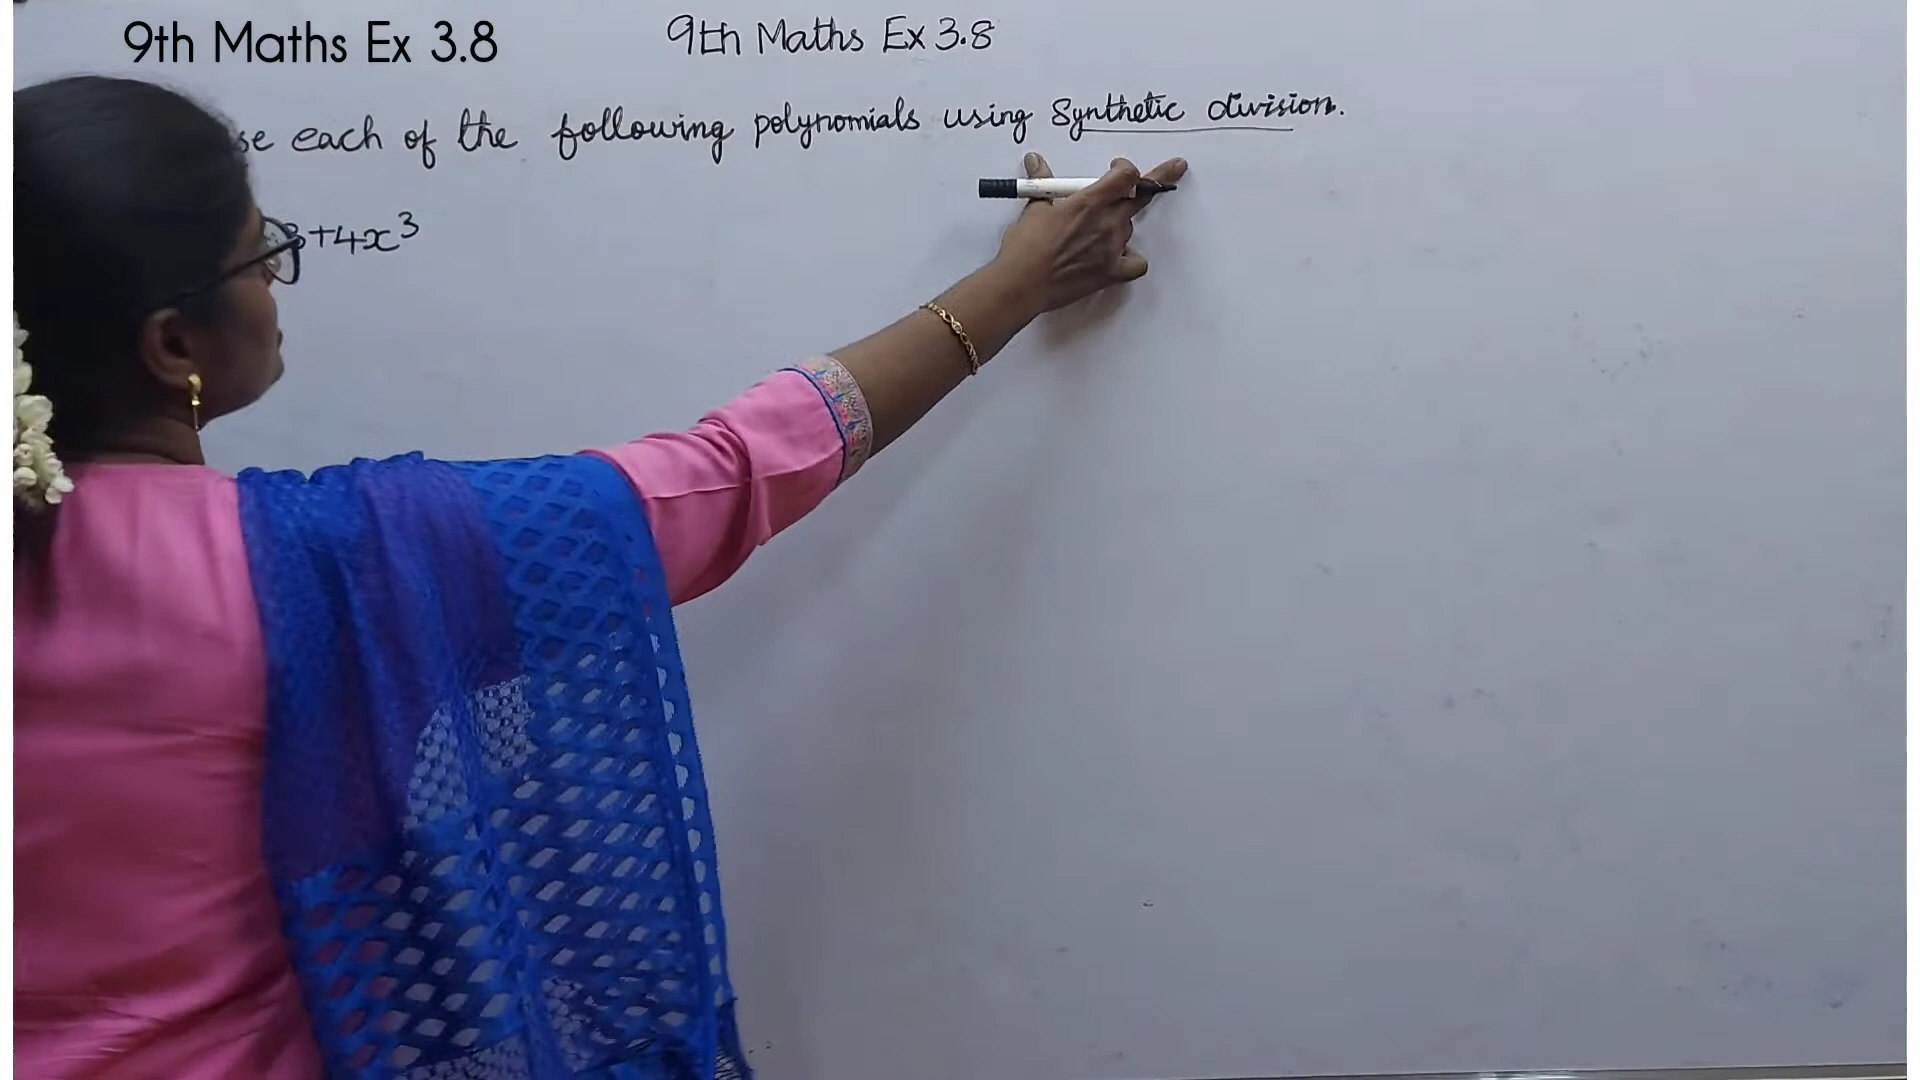 9th Maths Ex 3.8
9th Maths Ex 3.8
se each of the following polynomials using Synthetic division.
3+4x³